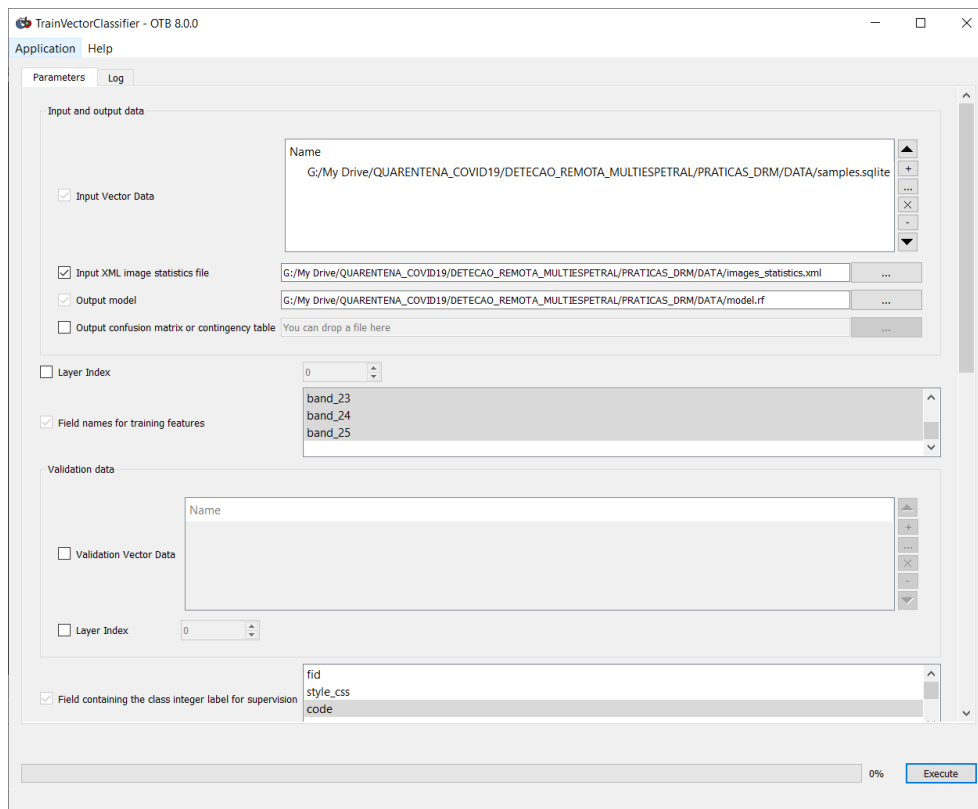 TrainVectorClassifier - OTB 8.0.0
Application Help
Parameters Log
Input and output data
Name
G:/My Drive/QUARENTENA_COVID19/DETECAO_REMOTA_MULTIESPETRAL/PRATICAS_DRM/DATA/samples.sqlite
+
...
Input Vector Data
×
-
Input XML image statistics file G:/My Drive/QUARENTENA_COVID19/DETECAO_REMOTA_MULTIESPETRAL/PRATICAS_DRM/DATA/images_statistics.xml ...
Output model G:/My Drive/QUARENTENA_COVID19/DETECAO_REMOTA_MULTIESPETRAL/PRATICAS_DRM/DATA/model.rf ...
Output confusion matrix or contingency table You can drop a file here ...
Layer Index 0
band_23
Field names for training features band_24
band_25
Validation data
Name
+
...
Validation Vector Data
×
-
Layer Index 0
fid
style_css
Field containing the class integer label for supervision
code
0% Execute